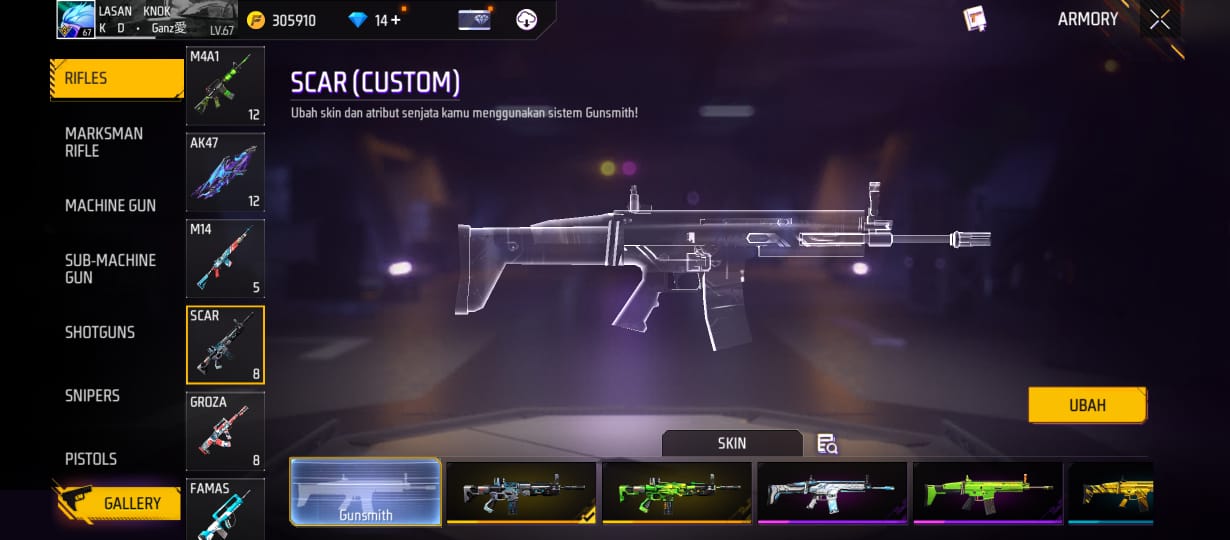 LASAN KNOK
K D · Ganz愛
67
LV.67
305910
14+
ARMORY
RIFLES
MARKSMAN
RIFLE
MACHINE GUN
SUB-MACHINE
GUN
SHOTGUNS
SNIPERS
PISTOLS
GALLERY
M4A1
12
AK47
12
M14
5
SCAR
8
GROZA
8
FAMAS
SCAR (CUSTOM)
Ubah skin dan atribut senjata kamu menggunakan sistem Gunsmith!
UBAH
SKIN
Gunsmith